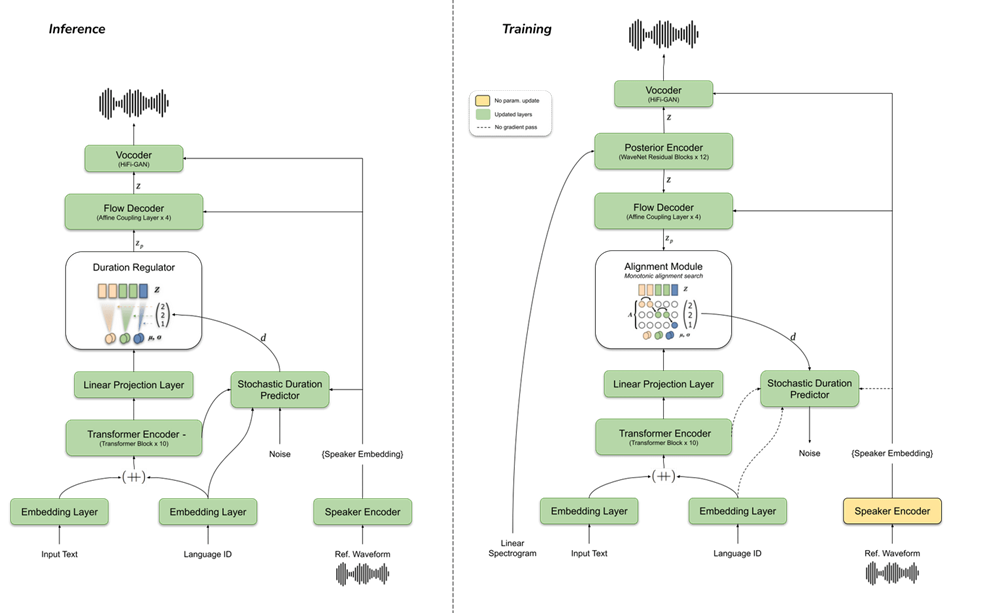 Inference
Vocoder
(HiFi-GAN)
z
Flow Decoder
(Affine Coupling Layer x 4)
z_p
Duration Regulator
Z
2
2
1
μ, σ
d
Linear Projection Layer
Stochastic Duration
Predictor
Transformer Encoder -
(Transformer Block x 10)
Noise
{Speaker Embedding}
(++)
Embedding Layer
Embedding Layer
Speaker Encoder
Input Text
Language ID
Ref. Waveform
Training
No param. update
Updated layers
No gradient pass
Vocoder
(HiFi-GAN)
z
Posterior Encoder
(WaveNet Residual Blocks x 12)
z
Flow Decoder
(Affine Coupling Layer x 4)
z_p
Alignment Module
Monotonic alignment search
Z
A
2
2
1
μ, σ
d
Linear Projection Layer
Stochastic Duration
Predictor
Transformer Encoder
(Transformer Block x 10)
Noise
{Speaker Embedding}
(++)
Embedding Layer
Embedding Layer
Speaker Encoder
Linear
Spectrogram
Input Text
Language ID
Ref. Waveform